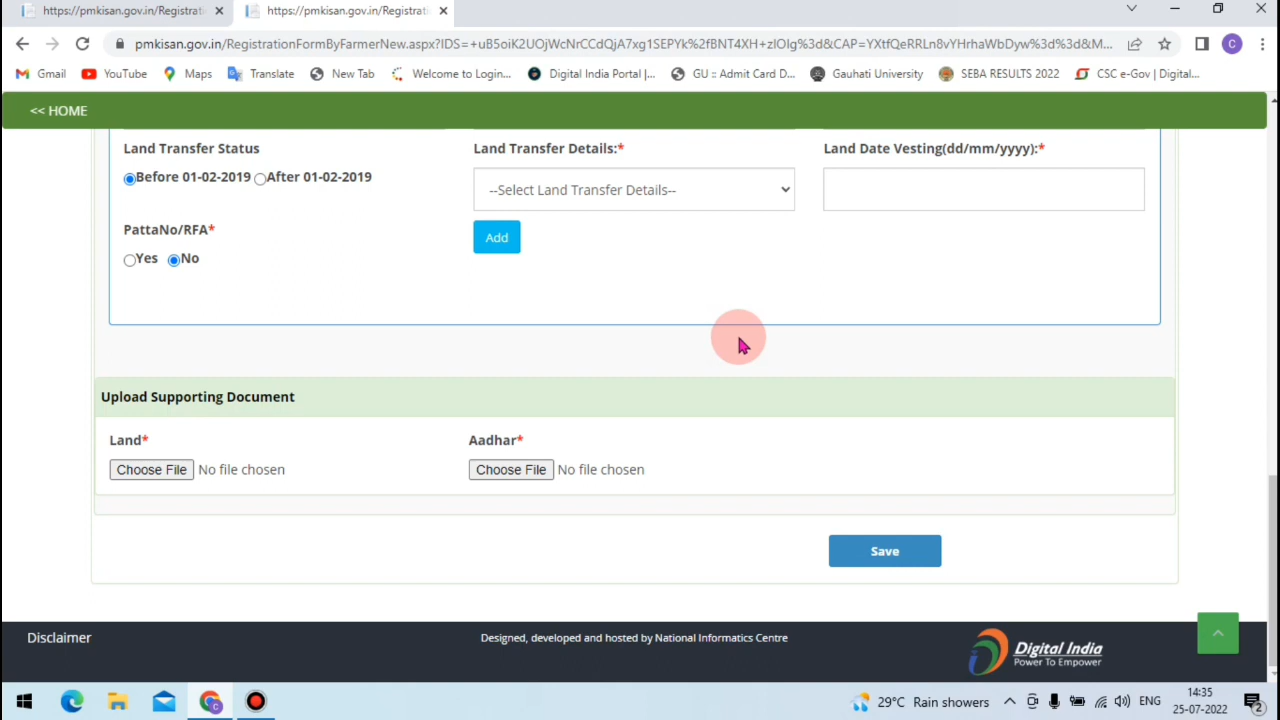 https://pmkisan.gov.in/Registrati
https://pmkisan.gov.in/Registrati
pmkisan.gov.in/RegistrationFormByFarmerNew.aspx?IDS=+uB5oiK2UOjWcNrCCdQjA7xg1SEPYk%2fBNT4XH+zIOIg%3d&CAP=YXtfQeRRLn8vYHrhaWbDyw%3d%3d&M...
C
Gmail YouTube Maps Translate New Tab Welcome to Login... Digital India Portal |... GU :: Admit Card D... Gauhati University SEBA RESULTS 2022 CSC e-Gov | Digital...
<< HOME
Land Transfer Status Land Transfer Details:* Land Date Vesting(dd/mm/yyyy):*
Before 01-02-2019 After 01-02-2019 --Select Land Transfer Details--
PattaNo/RFA* Add
Yes No
Upload Supporting Document
Land* Aadhar*
Choose File No file chosen Choose File No file chosen
Save
Disclaimer Designed, developed and hosted by National Informatics Centre Digital India
Power To Empower
29°C Rain showers ENG 14:35
25-07-2022 2